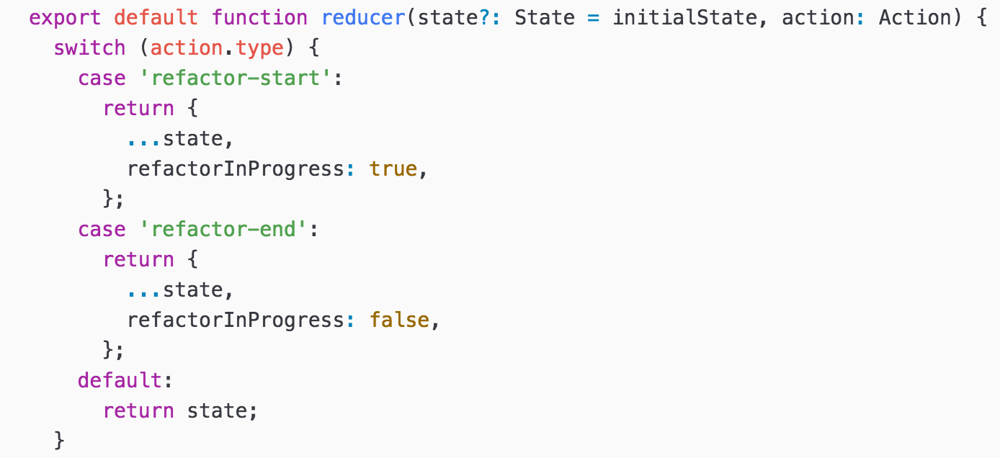 export default function reducer(state?: State = initialState, action: Action) {
  switch (action.type) {
    case 'refactor-start':
      return {
        ...state,
        refactorInProgress: true,
      };
    case 'refactor-end':
      return {
        ...state,
        refactorInProgress: false,
      };
    default:
      return state;
  }